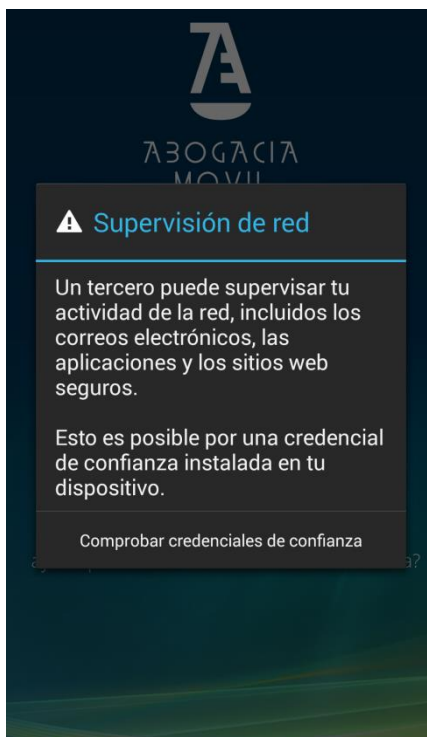 ABOGACIA
MOVIL
Supervisión de red
Un tercero puede supervisar tu
actividad de la red, incluidos los
correos electrónicos, las
aplicaciones y los sitios web
seguros.
Esto es posible por una credencial
de confianza instalada en tu
dispositivo.
Comprobar credenciales de confianza